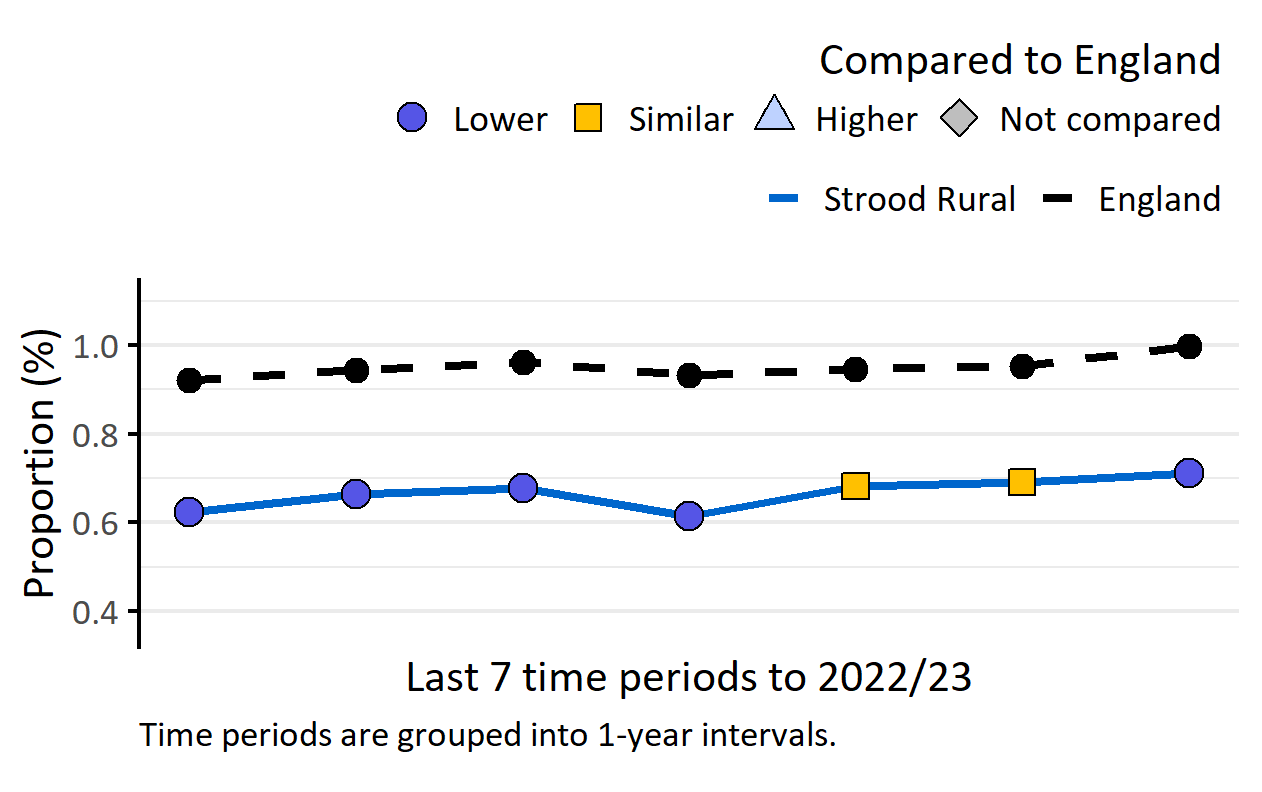 Compared to England
Lower Similar Higher Not compared
Strood Rural England
Proportion (%)
1.0
0.8
0.6
0.4
Last 7 time periods to 2022/23
Time periods are grouped into 1-year intervals.